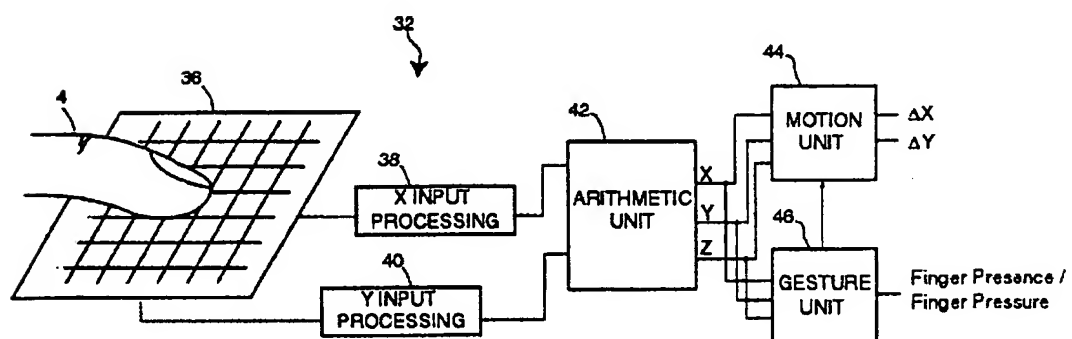 32
44
4
36
42
MOTION
UNIT
ΔX
ΔY
38
X INPUT
PROCESSING
ARITHMETIC
UNIT
X
Y
Z
46
40
Y INPUT
PROCESSING
GESTURE
UNIT
Finger Presance /
Finger Pressure